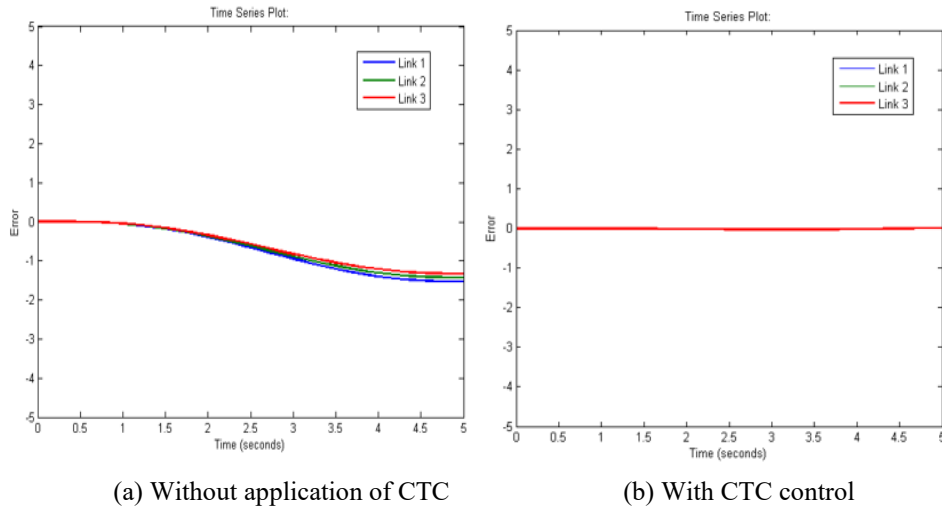 Time Series Plot:
5
4
3
2
1
0
-1
-2
-3
-4
-5
Error
Link 1
Link 2
Link 3
0 0.5 1 1.5 2 2.5 3 3.5 4 4.5 5
Time (seconds)
(a) Without application of CTC
Time Series Plot:
5
4
3
2
1
0
-1
-2
-3
-4
-5
Error
Link 1
Link 2
Link 3
0 0.5 1 1.5 2 2.5 3 3.5 4 4.5 5
Time (seconds)
(b) With CTC control